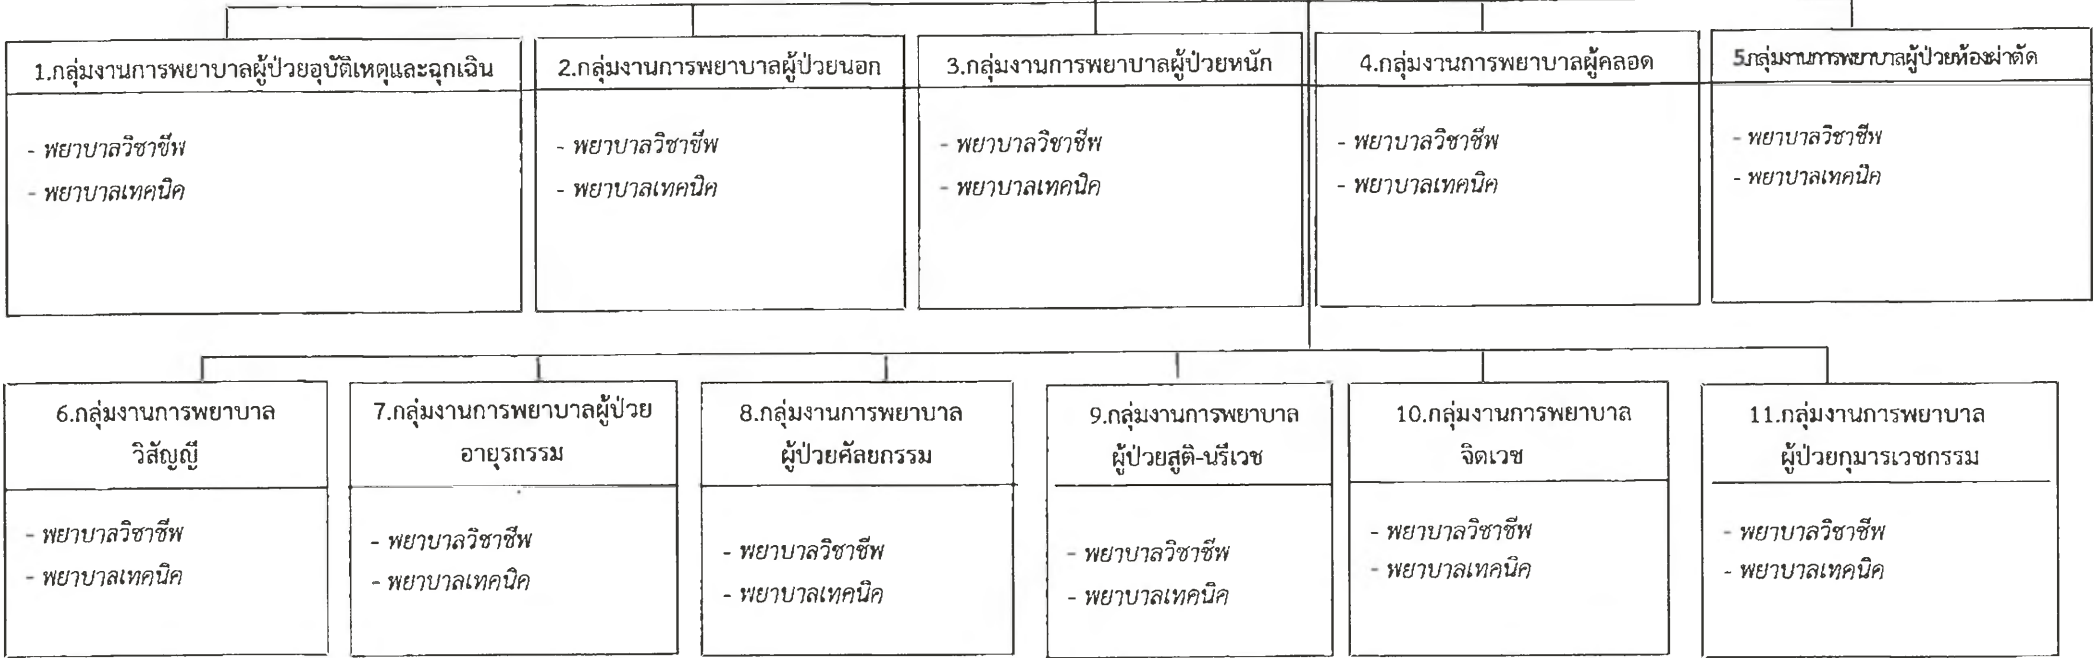 1.กลุ่มงานการพยาบาลผู้ป่วยอุบัติเหตุและฉุกเฉิน
- พยาบาลวิชาชีพ
- พยาบาลเทคนิค
2.กลุ่มงานการพยาบาลผู้ป่วยนอก
- พยาบาลวิชาชีพ
- พยาบาลเทคนิค
3.กลุ่มงานการพยาบาลผู้ป่วยหนัก
- พยาบาลวิชาชีพ
- พยาบาลเทคนิค
4.กลุ่มงานการพยาบาลผู้คลอด
- พยาบาลวิชาชีพ
- พยาบาลเทคนิค
5.กลุ่มงานการพยาบาลผู้ป่วยห้องผ่าตัด
- พยาบาลวิชาชีพ
- พยาบาลเทคนิค
6.กลุ่มงานการพยาบาล
วิสัญญี
- พยาบาลวิชาชีพ
- พยาบาลเทคนิค
7.กลุ่มงานการพยาบาลผู้ป่วย
อายุรกรรม
- พยาบาลวิชาชีพ
- พยาบาลเทคนิค
8.กลุ่มงานการพยาบาล
ผู้ป่วยศัลยกรรม
- พยาบาลวิชาชีพ
- พยาบาลเทคนิค
9.กลุ่มงานการพยาบาล
ผู้ป่วยสูติ-นรีเวช
- พยาบาลวิชาชีพ
- พยาบาลเทคนิค
10.กลุ่มงานการพยาบาล
จิตเวช
- พยาบาลวิชาชีพ
- พยาบาลเทคนิค
11.กลุ่มงานการพยาบาล
ผู้ป่วยกุมารเวชกรรม
- พยาบาลวิชาชีพ
- พยาบาลเทคนิค